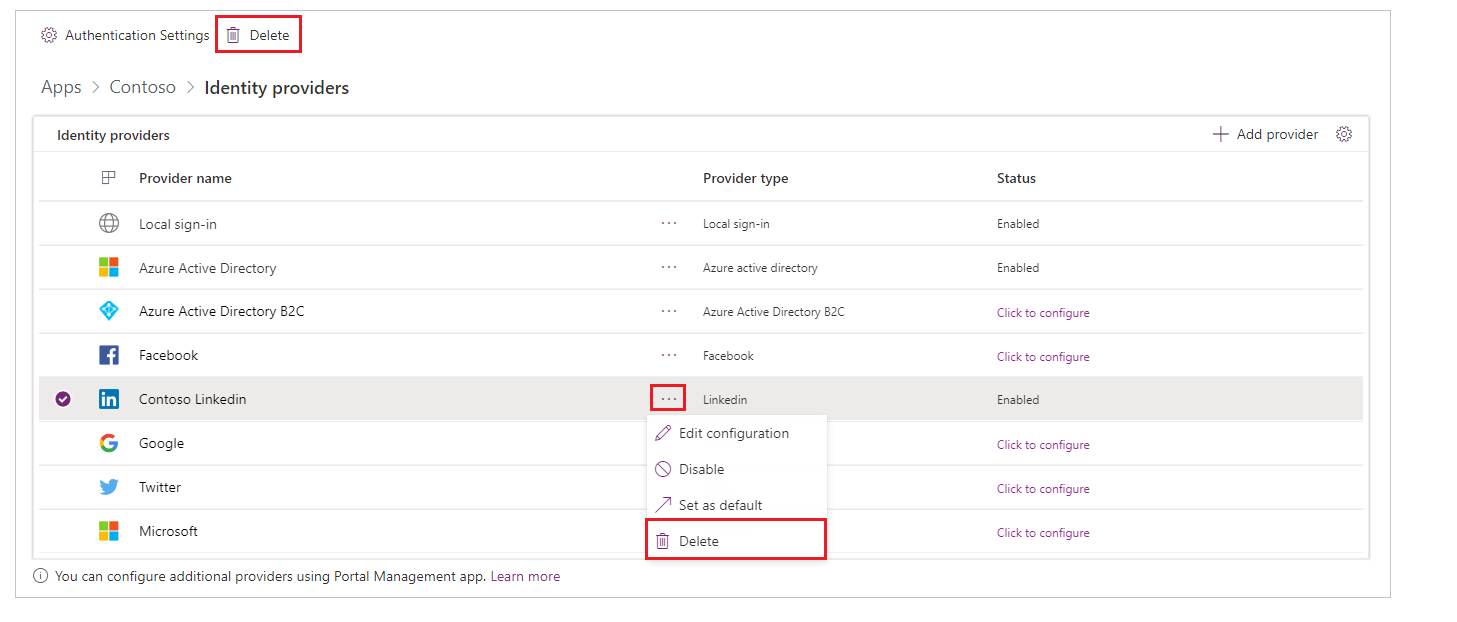 Authentication Settings Delete
Apps > Contoso > Identity providers
Identity providers Add provider
Provider name Provider type Status
Local sign-in ... Local sign-in Enabled
Azure Active Directory ... Azure active directory Enabled
Azure Active Directory B2C ... Azure Active Directory B2C Click to configure
Facebook ... Facebook Click to configure
Contoso Linkedin ... Linkedin Enabled
Google Click to configure
Twitter Click to configure
Microsoft Click to configure
Edit configuration
Disable
Set as default
Delete
You can configure additional providers using Portal Management app. Learn more